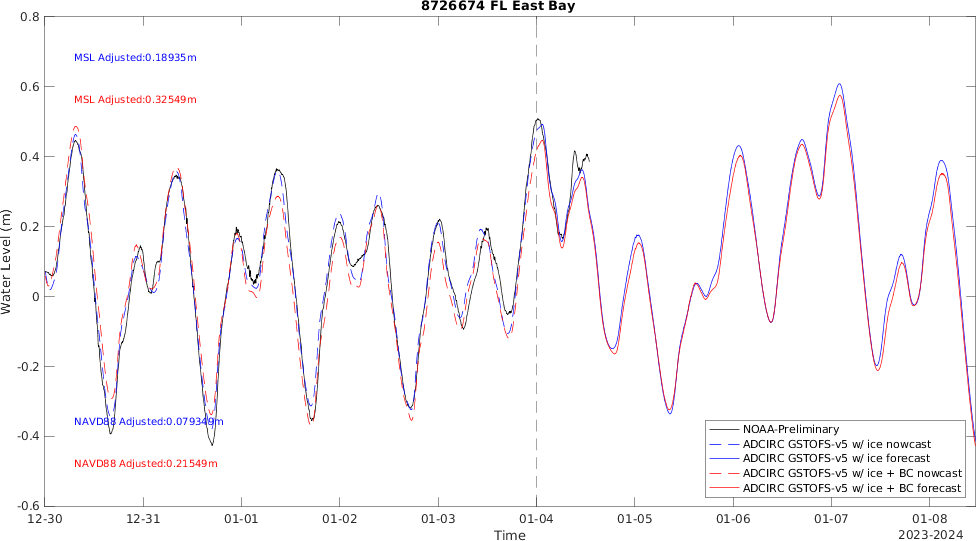 8726674 FL East Bay
0.8
0.6
0.4
0.2
0
-0.2
-0.4
-0.6
Water Level (m)
MSL Adjusted:0.18935m
MSL Adjusted:0.32549m
NAVD88 Adjusted:0.079349m
NAVD88 Adjusted:0.21549m
NOAA-Preliminary
ADCIRC GSTOFS-v5 w/ ice nowcast
ADCIRC GSTOFS-v5 w/ ice forecast
ADCIRC GSTOFS-v5 w/ ice + BC nowcast
ADCIRC GSTOFS-v5 w/ ice + BC forecast
12-30 12-31 01-01 01-02 01-03 01-04 01-05 01-06 01-07 01-08
Time
2023-2024